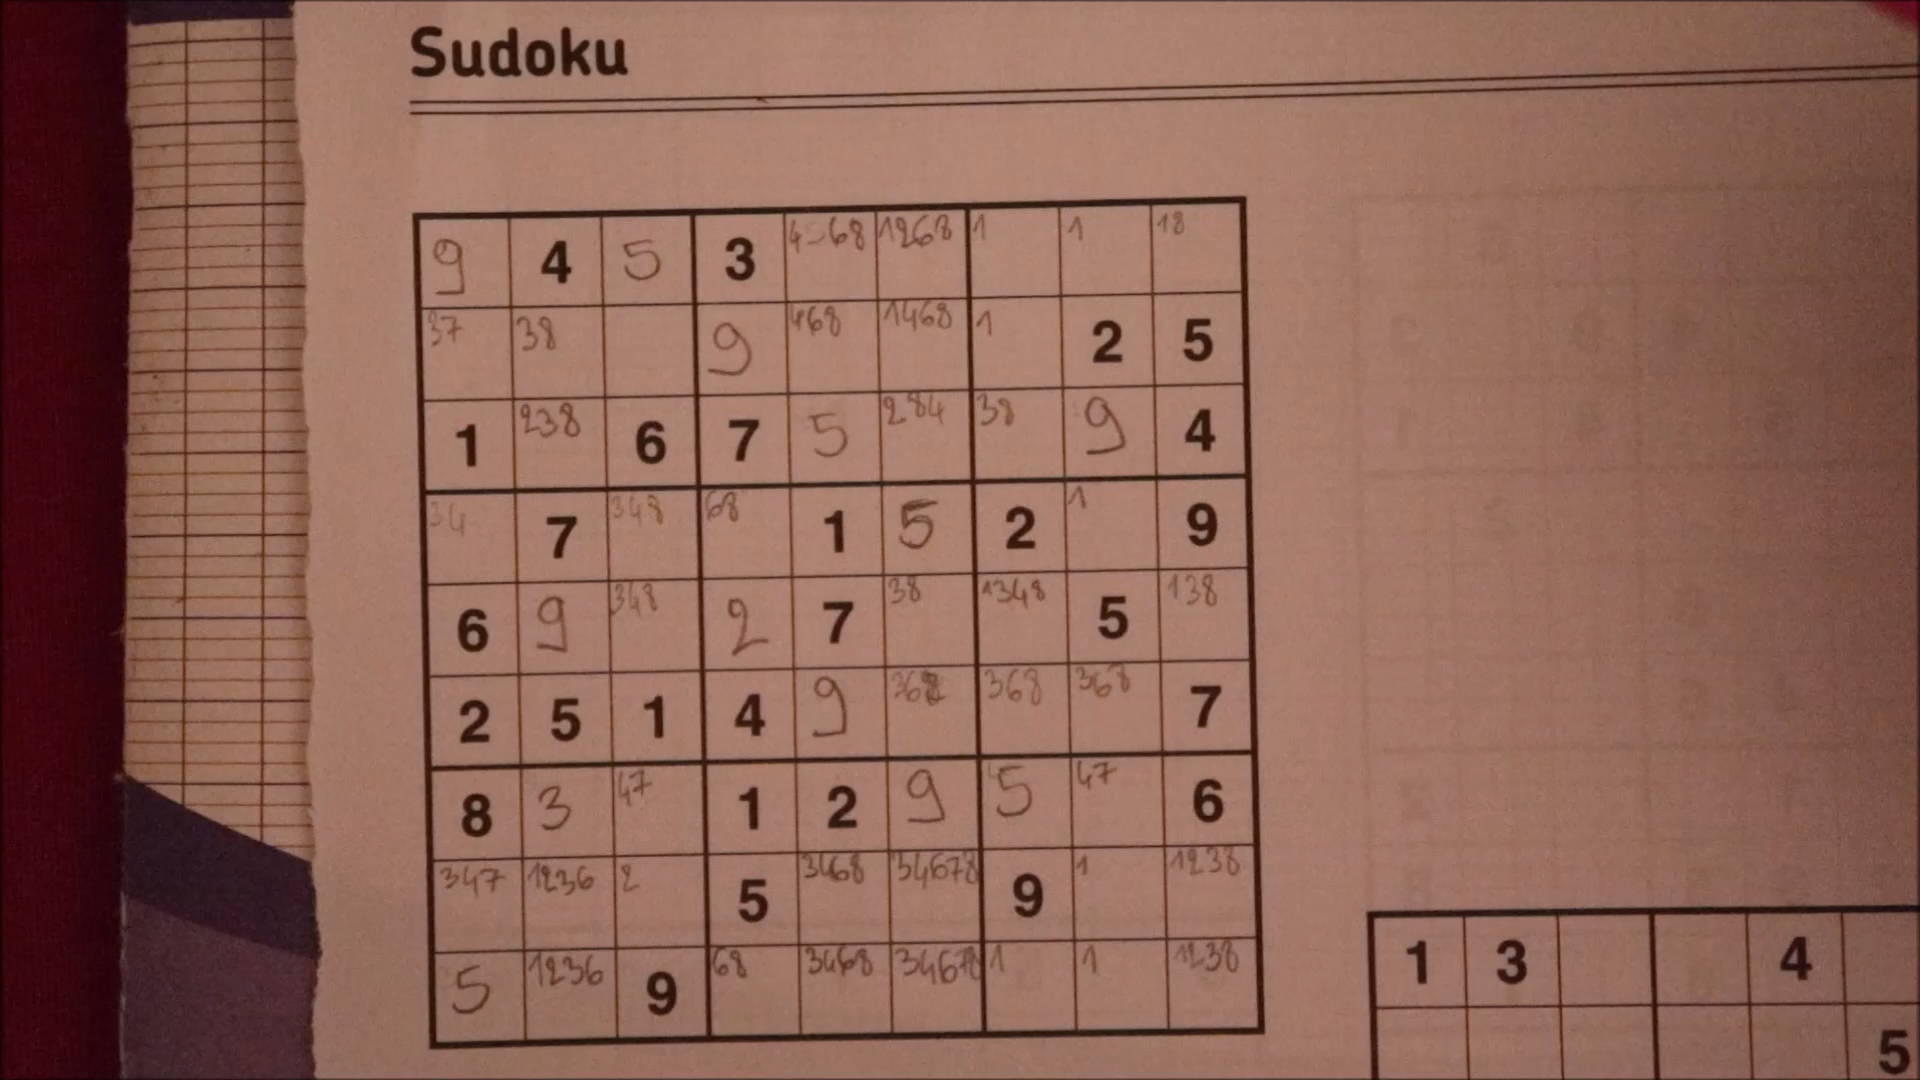 Sudoku
9 4 5 3 4568 1268 1 1 18
37 38 9 468 1468 1 2 5
1 238 6 7 5 284 38 9 4
34 7 348 68 1 5 2 1 9
6 9 348 2 7 38 1348 5 138
2 5 1 4 9 368 368 7
8 3 47 1 2 9 5 47 6
347 1236 2 5 3468 34678 9 1 1238
5 1236 9 68 3468 34678 1 1 1238
1 3 4
5